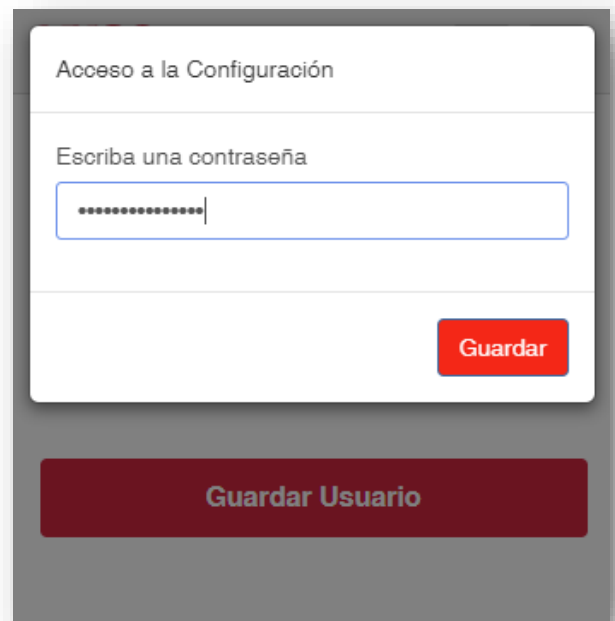 Acceso a la Configuración
Escriba una contraseña
•••••••••••••••
Guardar
Guardar Usuario